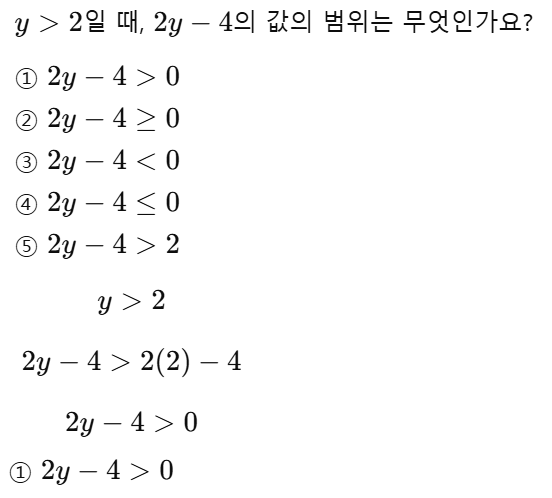 y > 2일 때, 2y − 4의 값의 범위는 무엇인가요?
① 2y − 4 > 0
② 2y − 4 ≥ 0
③ 2y − 4 < 0
④ 2y − 4 ≤ 0
⑤ 2y − 4 > 2
y > 2
2y − 4 > 2(2) − 4
2y − 4 > 0
① 2y − 4 > 0